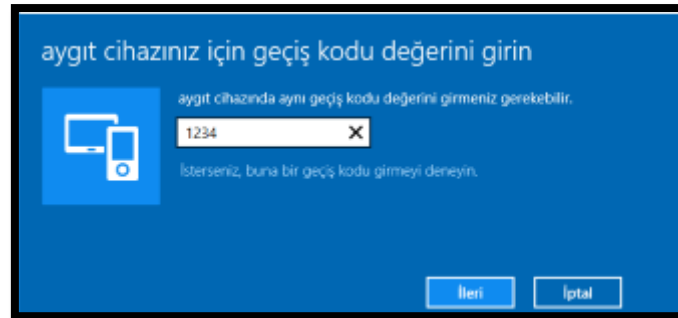 aygıt cihazınız için geçiş kodu değerini girin
aygıt cihazında aynı geçiş kodu değerini girmeniz gerekebilir.
1234
İsterseniz, buna bir geçiş kodu girmeyi deneyin.
İleri İptal